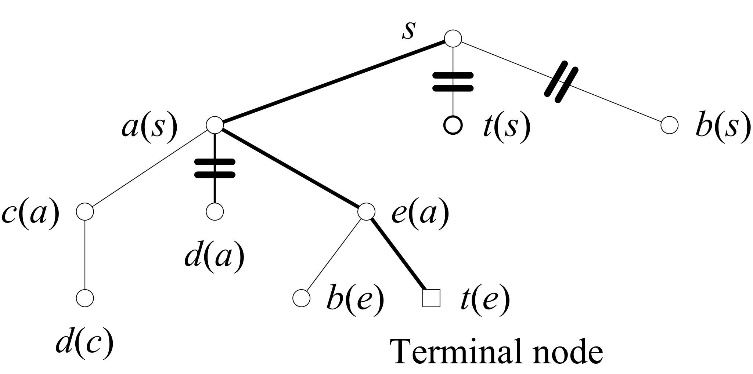 s
a(s)
t(s)
b(s)
c(a)
e(a)
d(a)
b(e)
t(e)
d(c)
Terminal node